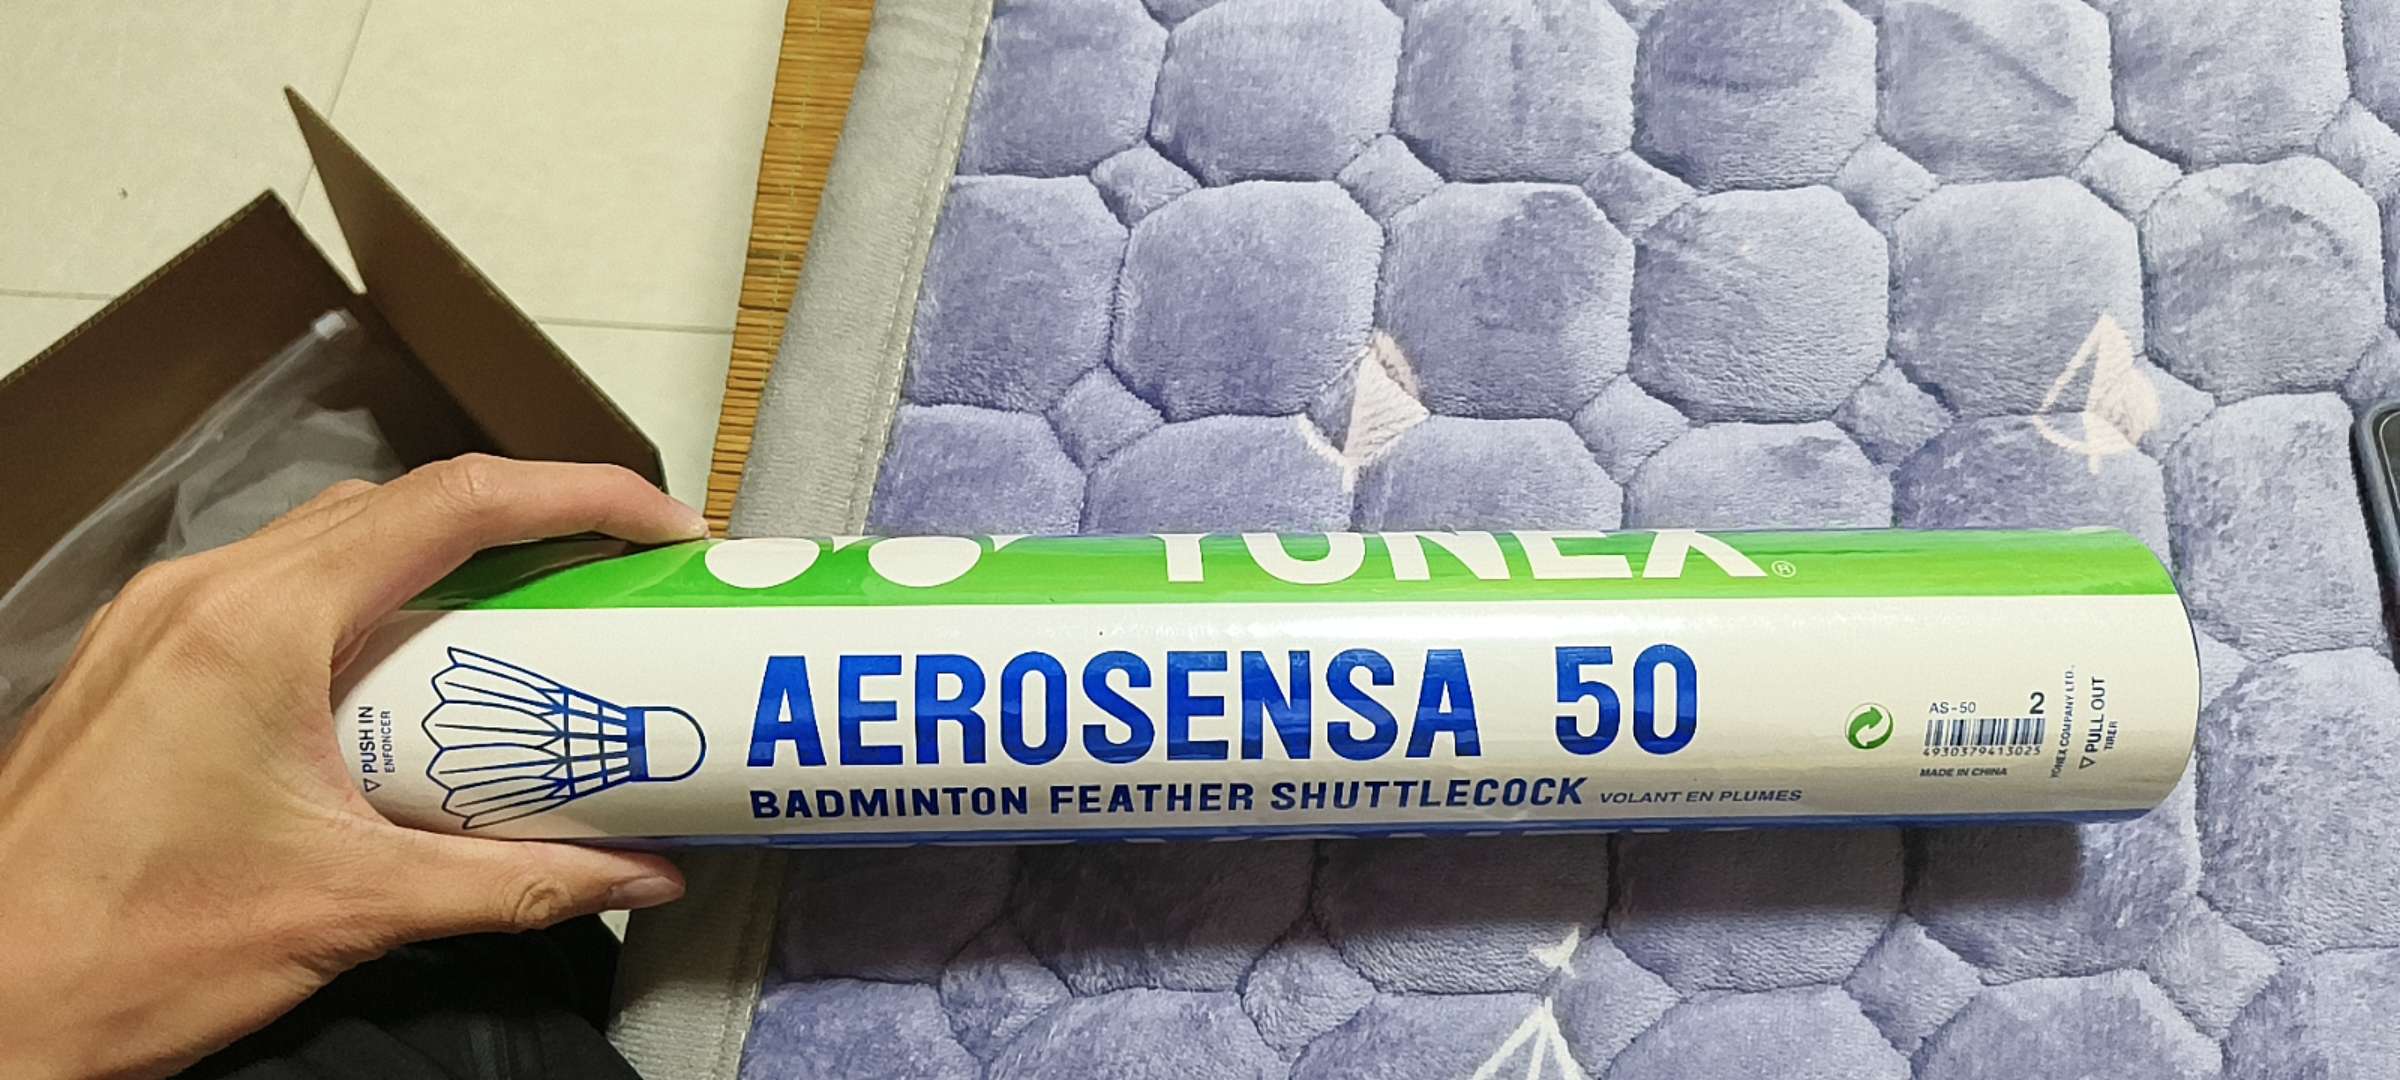 YONEX®
AEROSENSA 50
BADMINTON FEATHER SHUTTLECOCK VOLANT EN PLUMES
▽ PUSH IN
ENFONCER
AS-50 2
4930379413025
MADE IN CHINA
YONEX COMPANY LTD.
▽ PULL OUT
TIRER